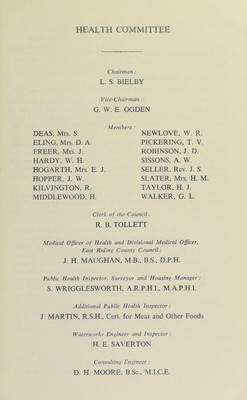 HEALTH COMMITTEE
Chairman :
L. S. BIELBY
Vice-Chairman :
G. W. E. OGDEN
Members :
DEAS, Mrs. S.
ELING, Mrs. D. A.
FREER, Mrs. J.
HARDY, W. H.
HOGARTH, Mrs. E. J.
HOPPER, J. W.
KILVINGTON, R.
MIDDLEWOOD, H.
NEWLOVE, W. R.
PICKERING, T. V.
ROBINSON, J. D.
SISSONS, A. W.
SELLER, Rev. J. S.
SLATER, Mrs. H. M.
TAYLOR, H. J.
WALKER, G. L.
Clerk of the Council :
R. B. TOLLETT
Medical Officer of Health and Divisional Medical Officer,
East Riding County Council :
J. H. MAUGHAN, M.B., B.S., D.P.H.
Public Health Inspector, Surveyor and Housing Manager :
S. WRIGGLESWORTH, A.R.P.H.I., M.A.P.H.I.
Additional Public Health Inspector :
J. MARTIN, R.S.H., Cert. for Meat and Other Foods
Waterworks Engineer and Inspector :
H. E. SAVERTON
Consulting Engineer :
D. H. MOORE, B.Sc., M.I.C.E.